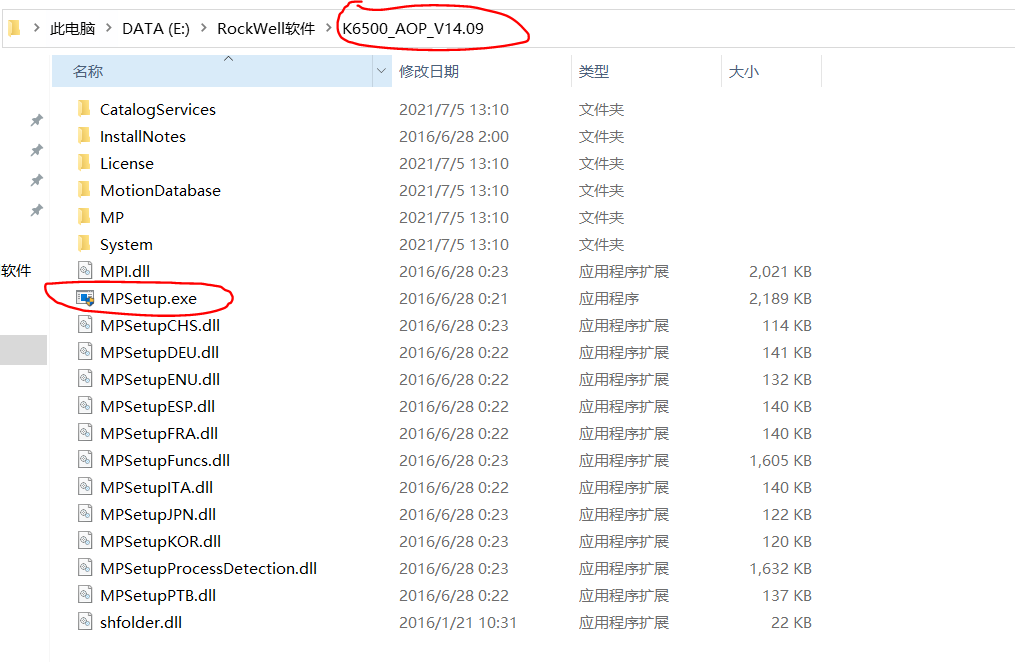 此电脑 > DATA (E:) > RockWell软件 > K6500_AOP_V14.09
名称 修改日期 类型 大小
CatalogServices 2021/7/5 13:10 文件夹
InstallNotes 2016/6/28 2:00 文件夹
License 2021/7/5 13:10 文件夹
MotionDatabase 2021/7/5 13:10 文件夹
MP 2021/7/5 13:10 文件夹
System 2021/7/5 13:10 文件夹
软件 MPI.dll 2016/6/28 0:23 应用程序扩展 2,021 KB
MPSetup.exe 2016/6/28 0:21 应用程序 2,189 KB
MPSetupCHS.dll 2016/6/28 0:23 应用程序扩展 114 KB
MPSetupDEU.dll 2016/6/28 0:22 应用程序扩展 141 KB
MPSetupENU.dll 2016/6/28 0:22 应用程序扩展 132 KB
MPSetupESP.dll 2016/6/28 0:22 应用程序扩展 140 KB
MPSetupFRA.dll 2016/6/28 0:22 应用程序扩展 140 KB
MPSetupFuncs.dll 2016/6/28 0:23 应用程序扩展 1,605 KB
MPSetupITA.dll 2016/6/28 0:22 应用程序扩展 140 KB
MPSetupJPN.dll 2016/6/28 0:23 应用程序扩展 122 KB
MPSetupKOR.dll 2016/6/28 0:23 应用程序扩展 120 KB
MPSetupProcessDetection.dll 2016/6/28 0:23 应用程序扩展 1,632 KB
MPSetupPTB.dll 2016/6/28 0:22 应用程序扩展 137 KB
shfolder.dll 2016/1/21 10:31 应用程序扩展 22 KB